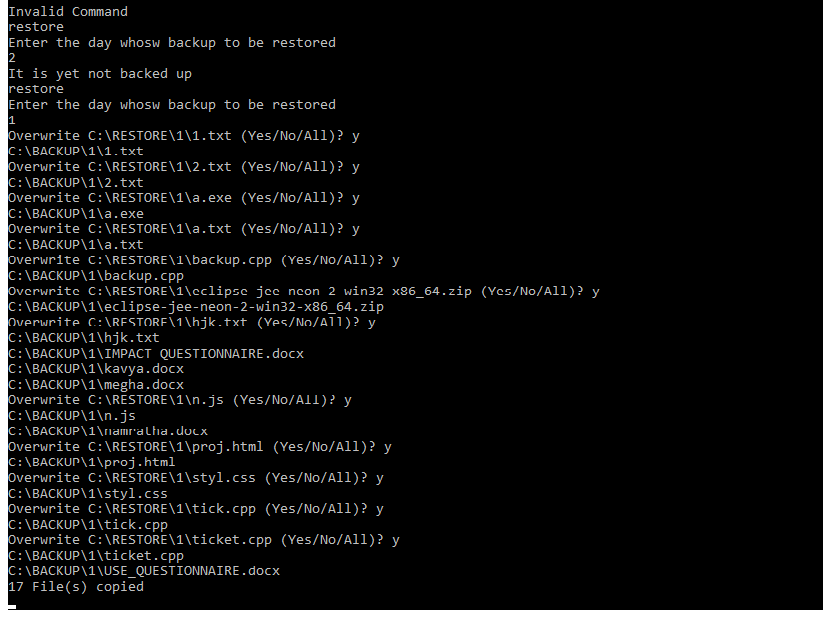 Invalid Command
restore
Enter the day whosw backup to be restored
2
It is yet not backed up
restore
Enter the day whosw backup to be restored
1
Overwrite C:\RESTORE\1\1.txt (Yes/No/All)? y
C:\BACKUP\1\1.txt
Overwrite C:\RESTORE\1\2.txt (Yes/No/All)? y
C:\BACKUP\1\2.txt
Overwrite C:\RESTORE\1\a.exe (Yes/No/All)? y
C:\BACKUP\1\a.exe
Overwrite C:\RESTORE\1\a.txt (Yes/No/All)? y
C:\BACKUP\1\a.txt
Overwrite C:\RESTORE\1\backup.cpp (Yes/No/All)? y
C:\BACKUP\1\backup.cpp
Overwrite C:\RESTORE\1\eclipse-jee-neon-2-win32-x86_64.zip (Yes/No/All)? y
C:\BACKUP\1\eclipse-jee-neon-2-win32-x86_64.zip
Overwrite C:\RESTORE\1\hjk.txt (Yes/No/All)? y
C:\BACKUP\1\hjk.txt
C:\BACKUP\1\IMPACT QUESTIONNAIRE.docx
C:\BACKUP\1\kavya.docx
C:\BACKUP\1\megha.docx
Overwrite C:\RESTORE\1\n.js (Yes/No/All)? y
C:\BACKUP\1\n.js
C:\BACKUP\1\namratha.docx
Overwrite C:\RESTORE\1\proj.html (Yes/No/All)? y
C:\BACKUP\1\proj.html
Overwrite C:\RESTORE\1\styl.css (Yes/No/All)? y
C:\BACKUP\1\styl.css
Overwrite C:\RESTORE\1\tick.cpp (Yes/No/All)? y
C:\BACKUP\1\tick.cpp
Overwrite C:\RESTORE\1\ticket.cpp (Yes/No/All)? y
C:\BACKUP\1\ticket.cpp
C:\BACKUP\1\USE_QUESTIONNAIRE.docx
17 File(s) copied